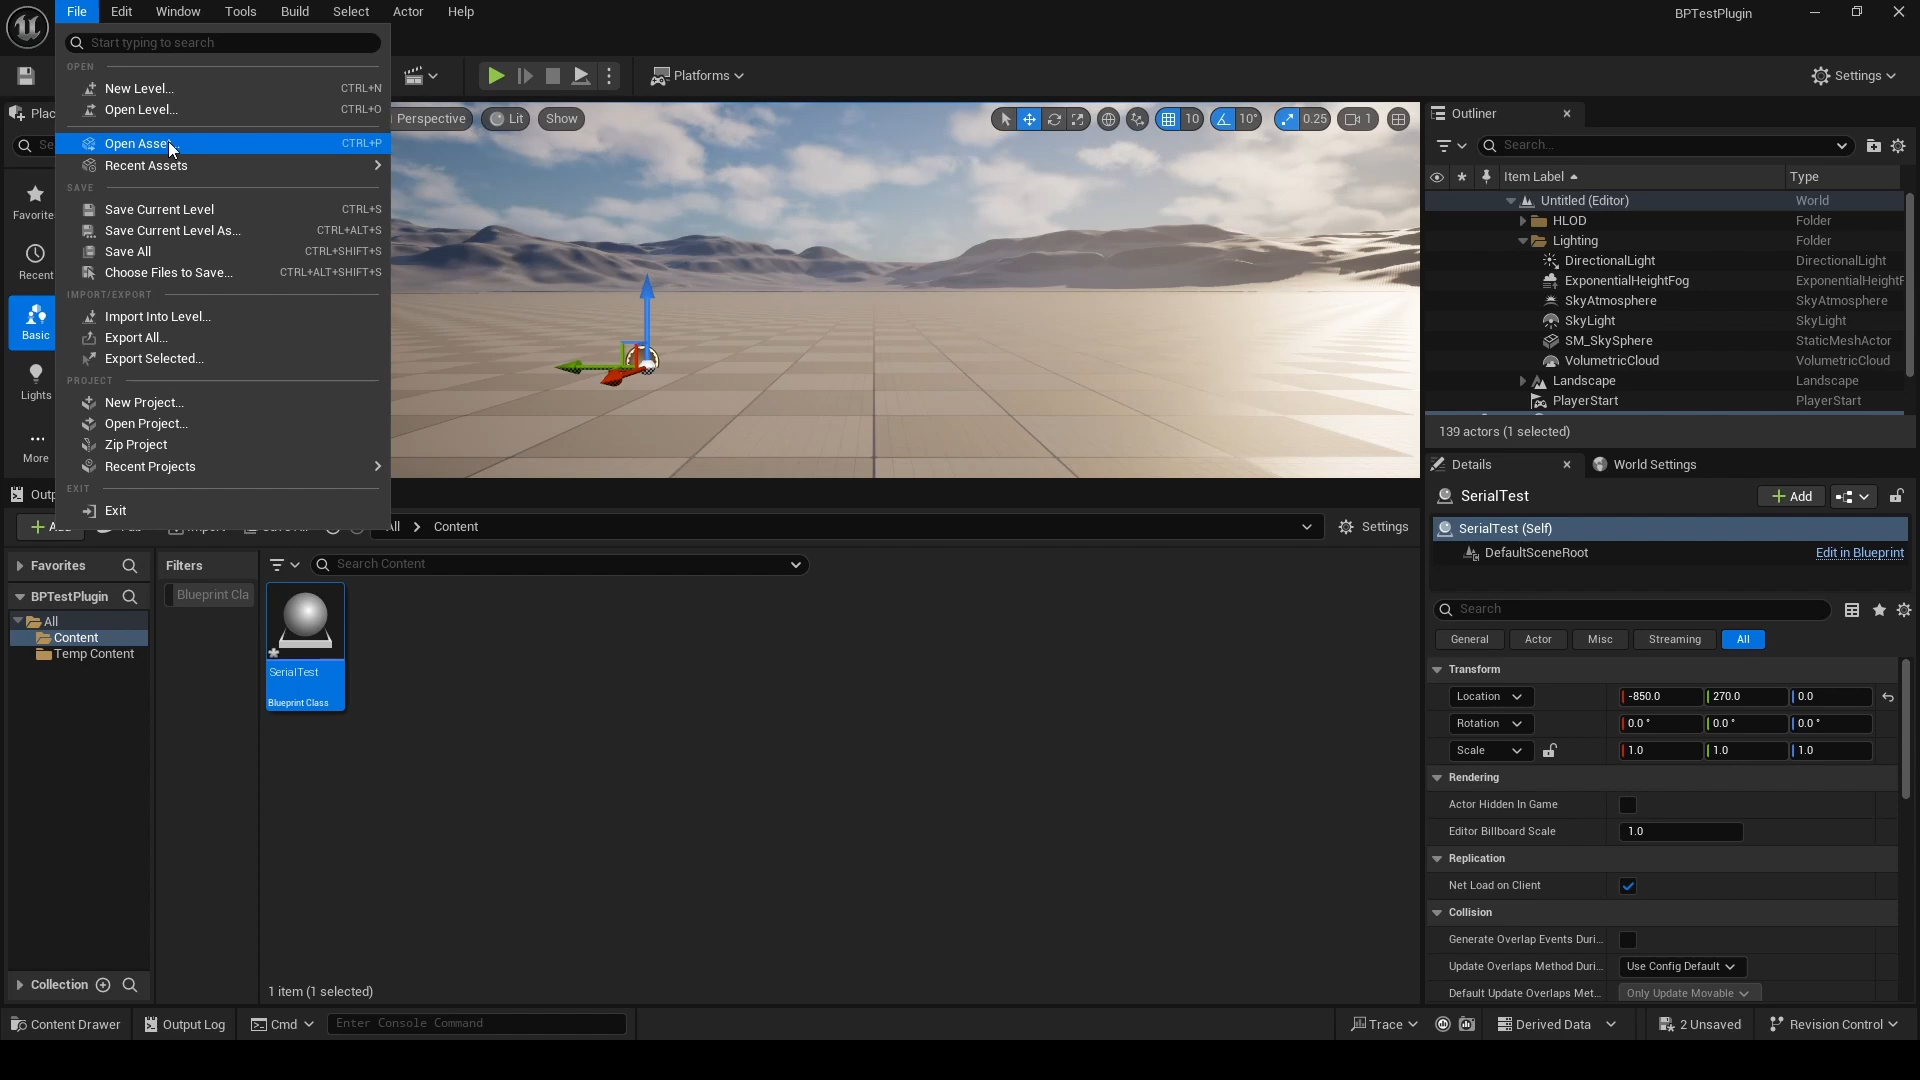 File Edit Window Tools Build Select Actor Help
BPTestPlugin
Start typing to search
OPEN
New Level... CTRL+N
Open Level... CTRL+O
Open Asset... CTRL+P
Recent Assets
SAVE
Save Current Level CTRL+S
Save Current Level As... CTRL+ALT+S
Save All CTRL+SHIFT+S
Choose Files to Save... CTRL+ALT+SHIFT+S
IMPORT/EXPORT
Import Into Level...
Export All...
Export Selected...
PROJECT
New Project...
Open Project...
Zip Project
Recent Projects
EXIT
Exit
Platforms
Settings
Plac
Se
Favorite
Recent
Basic
Lights
More
Perspective Lit Show
10 10° 0.25 1
Outliner
Search...
Item Label Type
Untitled (Editor) World
HLOD Folder
Lighting Folder
DirectionalLight DirectionalLight
ExponentialHeightFog ExponentialHeightF
SkyAtmosphere SkyAtmosphere
SkyLight SkyLight
SM_SkySphere StaticMeshActor
VolumetricCloud VolumetricCloud
Landscape Landscape
PlayerStart PlayerStart
139 actors (1 selected)
Details World Settings
SerialTest Add
SerialTest (Self)
DefaultSceneRoot Edit in Blueprint
Search
General Actor Misc Streaming All
Transform
Location -850.0 270.0 0.0
Rotation 0.0 ° 0.0 ° 0.0 °
Scale 1.0 1.0 1.0
Rendering
Actor Hidden In Game
Editor Billboard Scale 1.0
Replication
Net Load on Client
Collision
Generate Overlap Events Duri...
Update Overlaps Method Duri... Use Config Default
Default Update Overlaps Met... Only Update Movable
Outp
Add All Content Settings
Favorites
BPTestPlugin
All
Content
Temp Content
Collection
Filters
Blueprint Cla
Search Content
SerialTest
Blueprint Class
1 item (1 selected)
Content Drawer Output Log Cmd Enter Console Command Trace Derived Data 2 Unsaved Revision Control